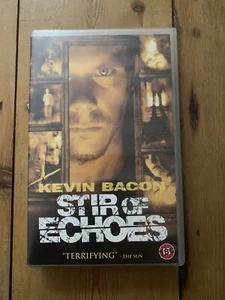 KEVIN BACON
STIR OF
ECHOES
"TERRIFYING" - THE SUN
15